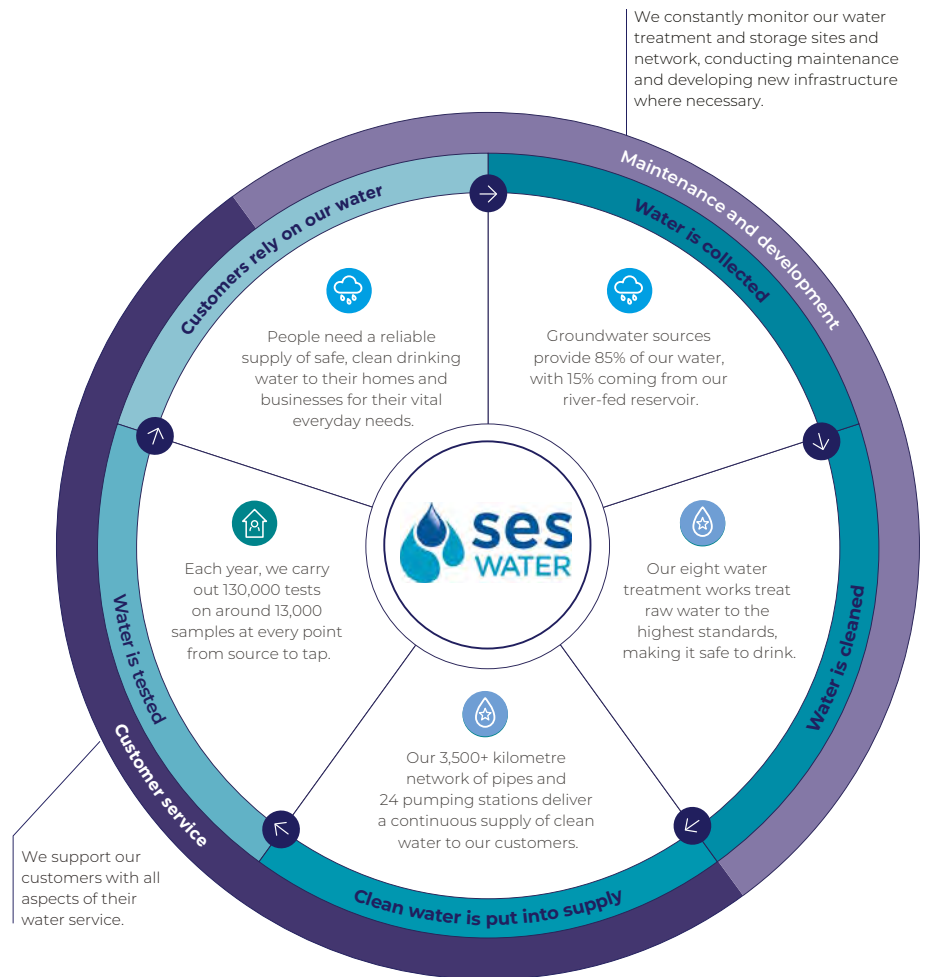 We constantly monitor our water
treatment and storage sites and
network, conducting maintenance
and developing new infrastructure
where necessary.
Maintenance and development
Customers rely on our water
Water is collected
People need a reliable
supply of safe, clean drinking
water to their homes and
businesses for their vital
everyday needs.
Groundwater sources
provide 85% of our water,
with 15% coming from our
river-fed reservoir.
ses
WATER
Each year, we carry
out 130,000 tests
on around 13,000
samples at every point
from source to tap.
Our eight water
treatment works treat
raw water to the
highest standards,
making it safe to drink.
Water is tested
Water is cleaned
Our 3,500+ kilometre
network of pipes and
24 pumping stations deliver
a continuous supply of clean
water to our customers.
Customer service
Clean water is put into supply
We support our
customers with all
aspects of their
water service.